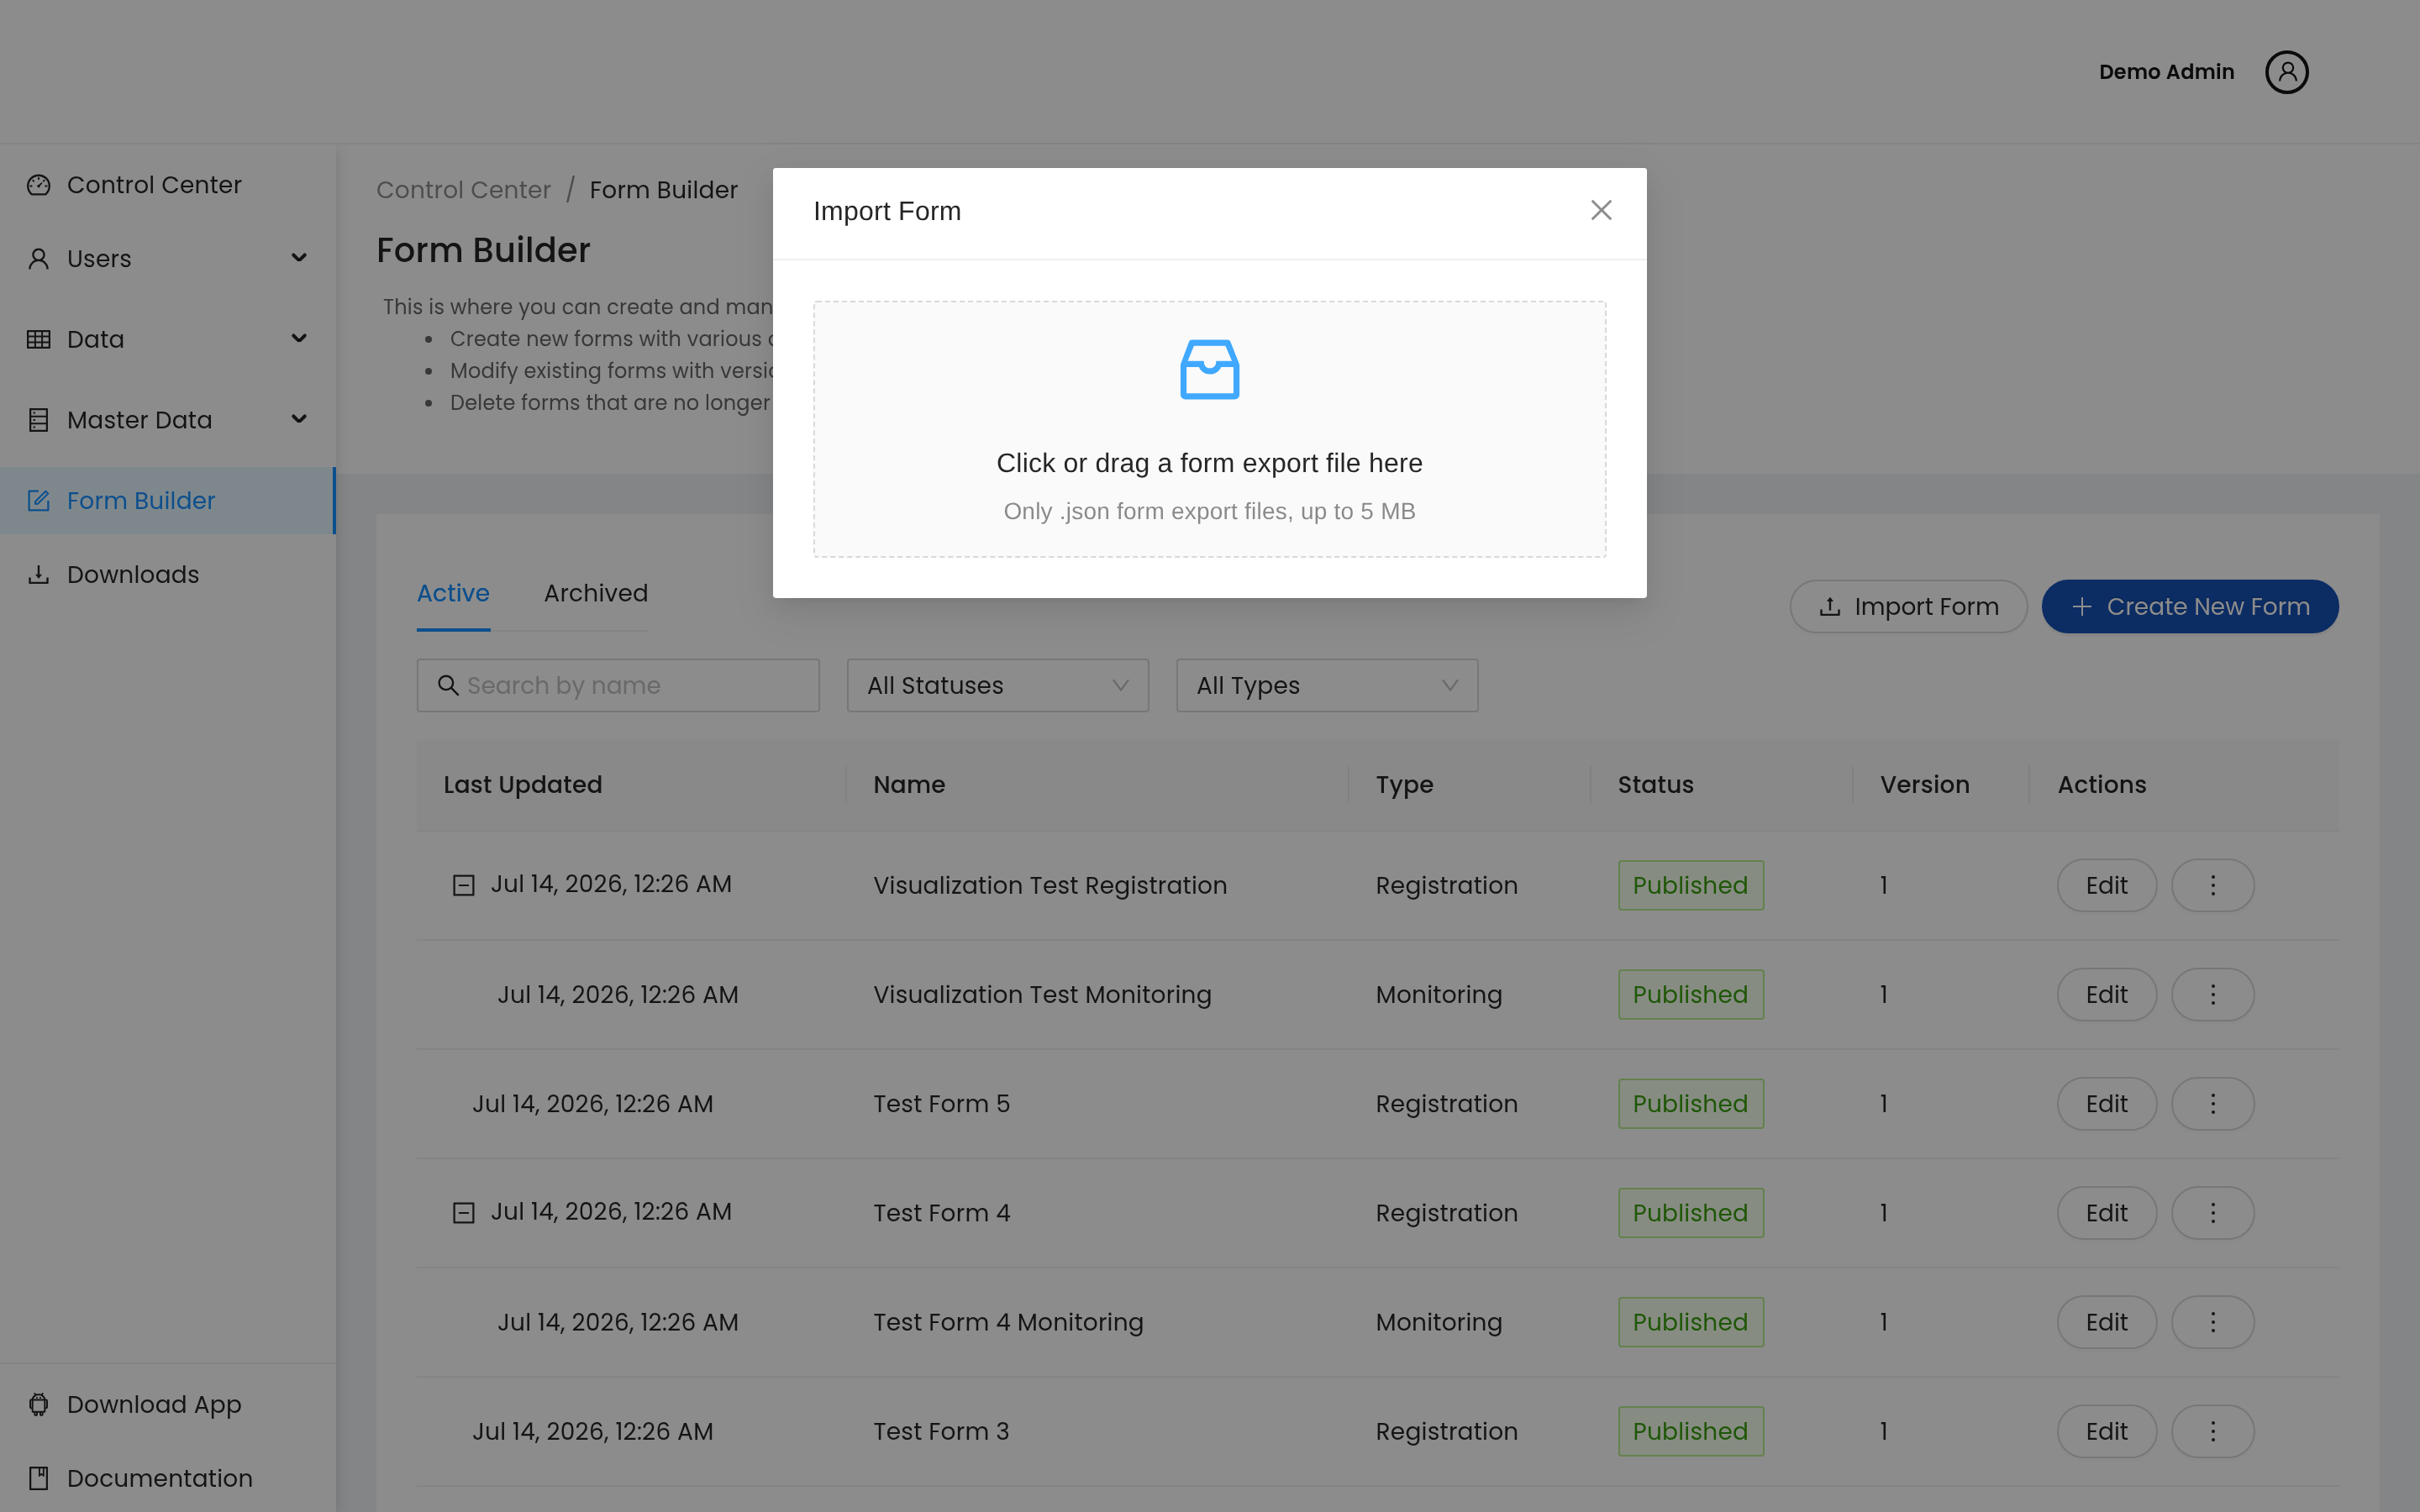 Demo Admin
Control Center
Users
Data
Master Data
Form Builder
Downloads
Download App
Documentation
Control Center / Form Builder
Form Builder
This is where you can create and man
Create new forms with various
Modify existing forms with versi
Delete forms that are no longer
Import Form
Click or drag a form export file here
Only .json form export files, up to 5 MB
Active Archived
Import Form
Create New Form
Search by name
All Statuses
All Types
Last Updated Name Type Status Version Actions
Jul 14, 2026, 12:26 AM Visualization Test Registration Registration Published 1 Edit
Jul 14, 2026, 12:26 AM Visualization Test Monitoring Monitoring Published 1 Edit
Jul 14, 2026, 12:26 AM Test Form 5 Registration Published 1 Edit
Jul 14, 2026, 12:26 AM Test Form 4 Registration Published 1 Edit
Jul 14, 2026, 12:26 AM Test Form 4 Monitoring Monitoring Published 1 Edit
Jul 14, 2026, 12:26 AM Test Form 3 Registration Published 1 Edit